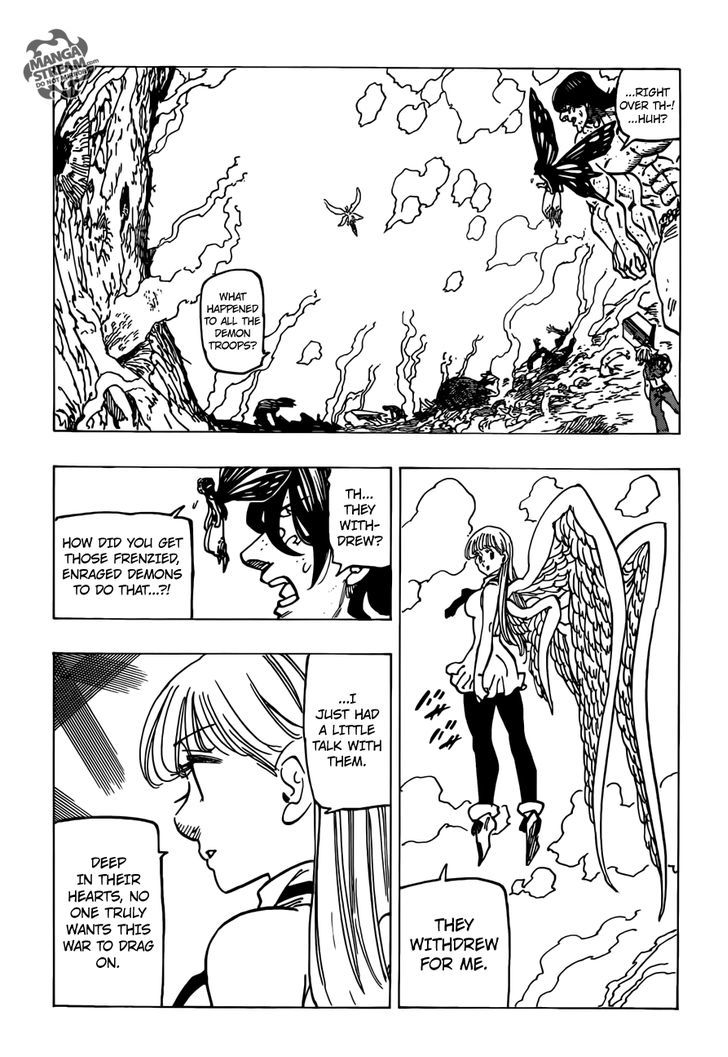 MANGA
STREAM.com
...RIGHT
OVER TH-!
...HUH?
WHAT
HAPPENED
TO ALL THE
DEMON
TROOPS?
TH...
THEY
WITH-
DREW?
HOW DID YOU GET
THOSE FRENZIED,
ENRAGED DEMONS
TO DO THAT...?!
THEY
WITHDREW
FOR ME.
...I
JUST HAD
A LITTLE
TALK WITH
THEM.
DEEP
IN THEIR
HEARTS, NO
ONE TRULY
WANTS THIS
WAR TO DRAG
ON.